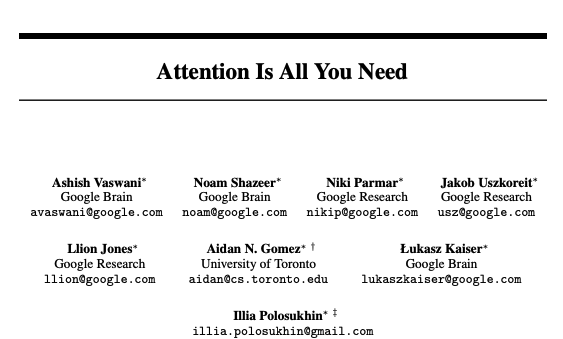 Attention Is All You Need
Ashish Vaswani* Noam Shazeer* Niki Parmar* Jakob Uszkoreit*
Google Brain Google Brain Google Research Google Research
avaswani@google.com noam@google.com nikip@google.com usz@google.com
Llion Jones* Aidan N. Gomez* † Łukasz Kaiser*
Google Research University of Toronto Google Brain
llion@google.com aidan@cs.toronto.edu lukaszkaiser@google.com
Illia Polosukhin* ‡
illia.polosukhin@gmail.com